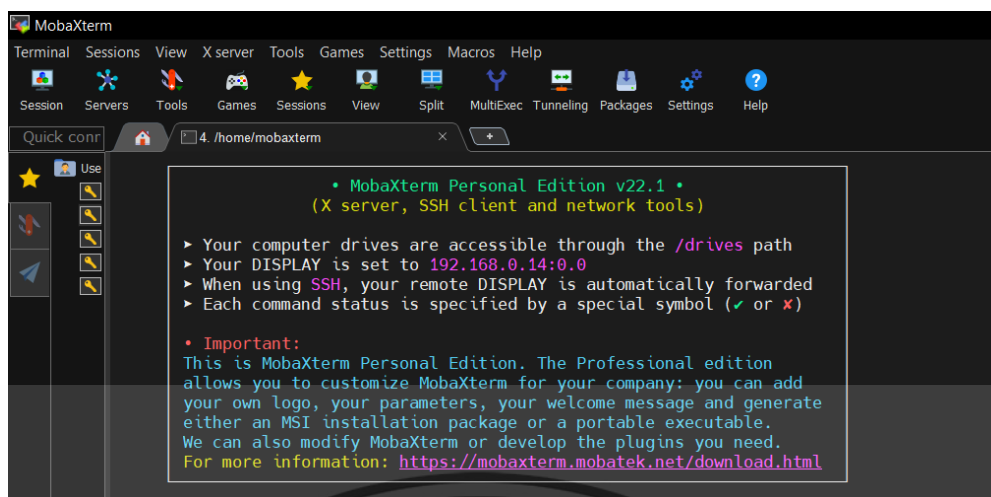 MobaXterm
Terminal Sessions View X server Tools Games Settings Macros Help
Session Servers Tools Games Sessions View Split MultiExec Tunneling Packages Settings Help
Quick conr 4. /home/mobaxterm × +
Use
• MobaXterm Personal Edition v22.1 •
(X server, SSH client and network tools)
➤ Your computer drives are accessible through the /drives path
➤ Your DISPLAY is set to 192.168.0.14:0.0
➤ When using SSH, your remote DISPLAY is automatically forwarded
➤ Each command status is specified by a special symbol (✔ or ✘)
• Important:
This is MobaXterm Personal Edition. The Professional edition
allows you to customize MobaXterm for your company: you can add
your own logo, your parameters, your welcome message and generate
either an MSI installation package or a portable executable.
We can also modify MobaXterm or develop the plugins you need.
For more information: https://mobaxterm.mobatek.net/download.html